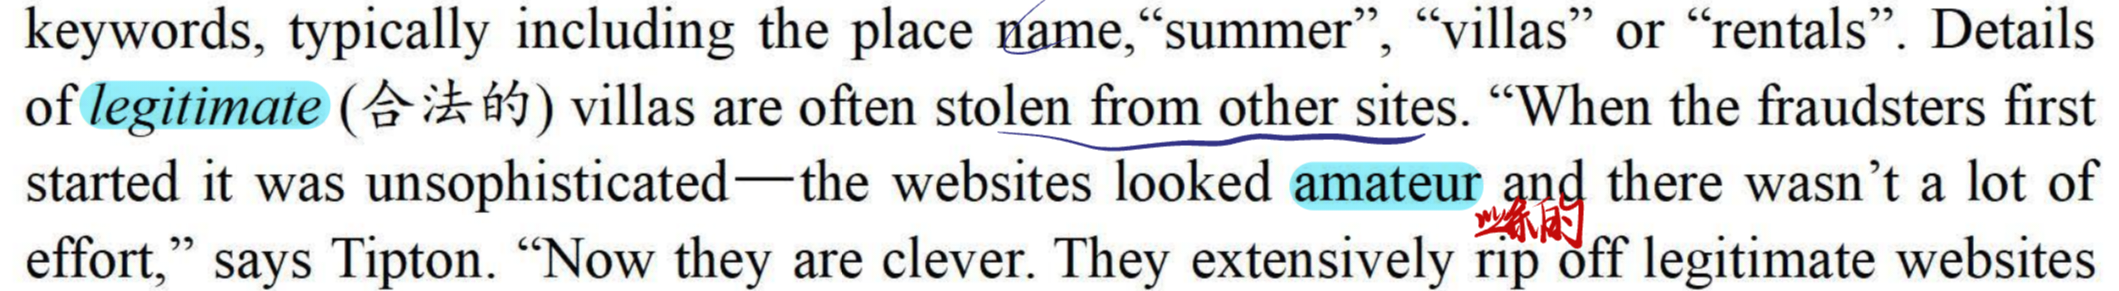 keywords, typically including the place name,“summer”, “villas” or “rentals”. Details
of legitimate (合法的) villas are often stolen from other sites. “When the fraudsters first
started it was unsophisticated—the websites looked amateur and there wasn’t a lot of
effort,” says Tipton. “Now they are clever. They extensively rip off legitimate websites